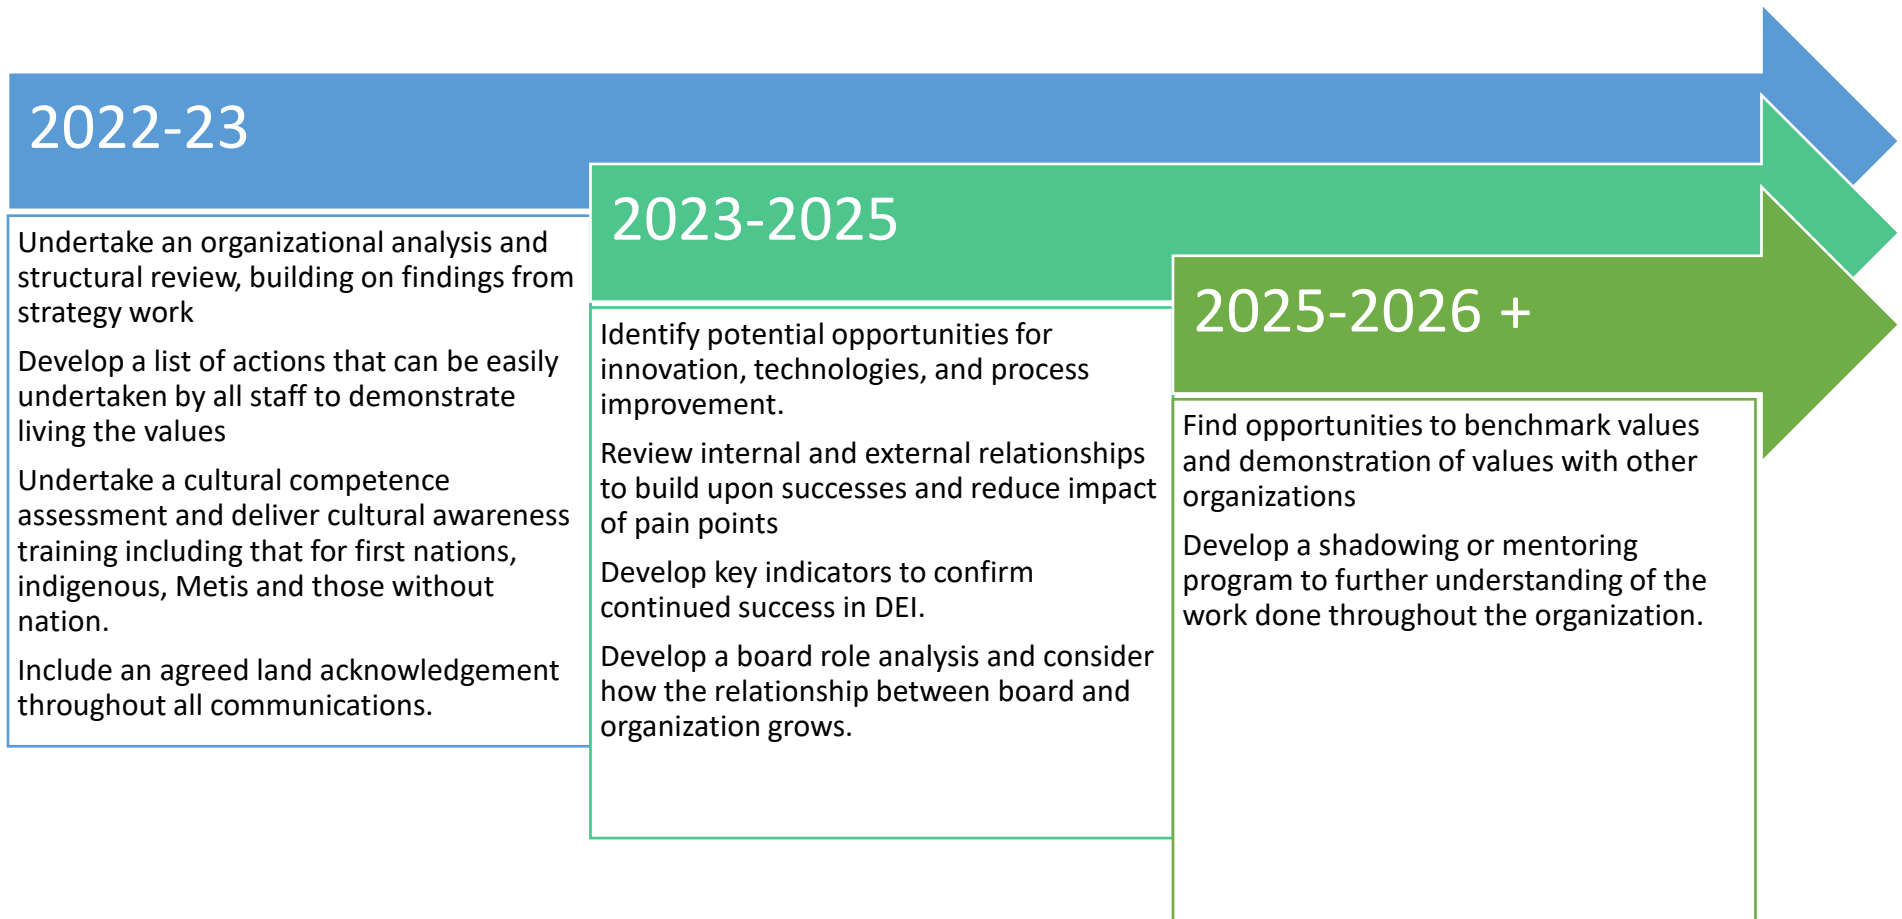 2022-23
Undertake an organizational analysis and
structural review, building on findings from
strategy work
Develop a list of actions that can be easily
undertaken by all staff to demonstrate
living the values
Undertake a cultural competence
assessment and deliver cultural awareness
training including that for first nations,
indigenous, Metis and those without
nation.
Include an agreed land acknowledgement
throughout all communications.
2023-2025
Identify potential opportunities for
innovation, technologies, and process
improvement.
Review internal and external relationships
to build upon successes and reduce impact
of pain points
Develop key indicators to confirm
continued success in DEI.
Develop a board role analysis and consider
how the relationship between board and
organization grows.
2025-2026 +
Find opportunities to benchmark values
and demonstration of values with other
organizations
Develop a shadowing or mentoring
program to further understanding of the
work done throughout the organization.